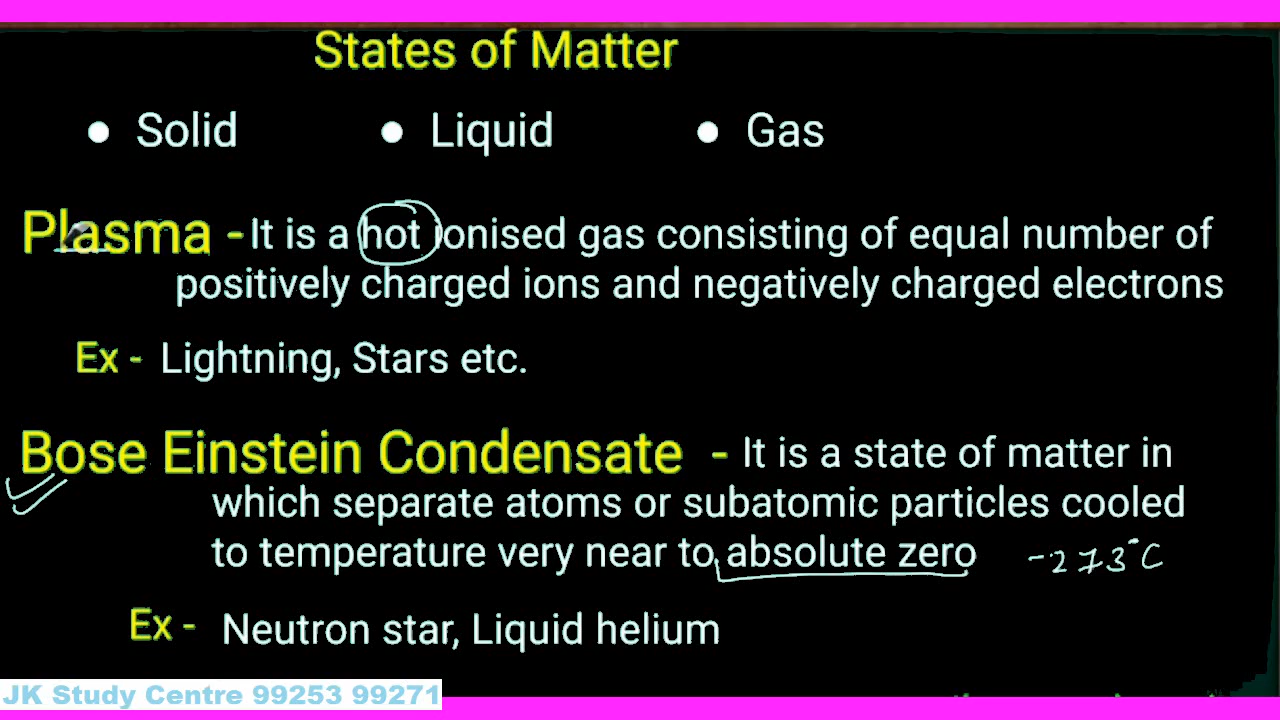 States of Matter
● Solid ● Liquid ● Gas
Plasma - It is a hot ionised gas consisting of equal number of
positively charged ions and negatively charged electrons
Ex - Lightning, Stars etc.
Bose Einstein Condensate - It is a state of matter in
which separate atoms or subatomic particles cooled
to temperature very near to absolute zero -273°C
Ex - Neutron star, Liquid helium
JK Study Centre 99253 99271